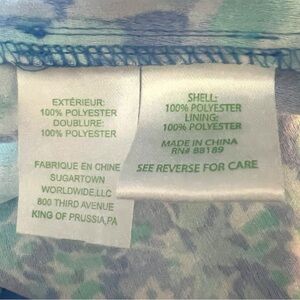 EXTÉRIEUR:
100% POLYESTER
DOUBLURE:
100% POLYESTER
FABRIQUE EN CHINE
SUGARTOWN
WORLDWIDE,LLC
800 THIRD AVENUE
KING OF PRUSSIA,PA
SHELL:
100% POLYESTER
LINING:
100% POLYESTER
MADE IN CHINA
RN# 88189
SEE REVERSE FOR CARE